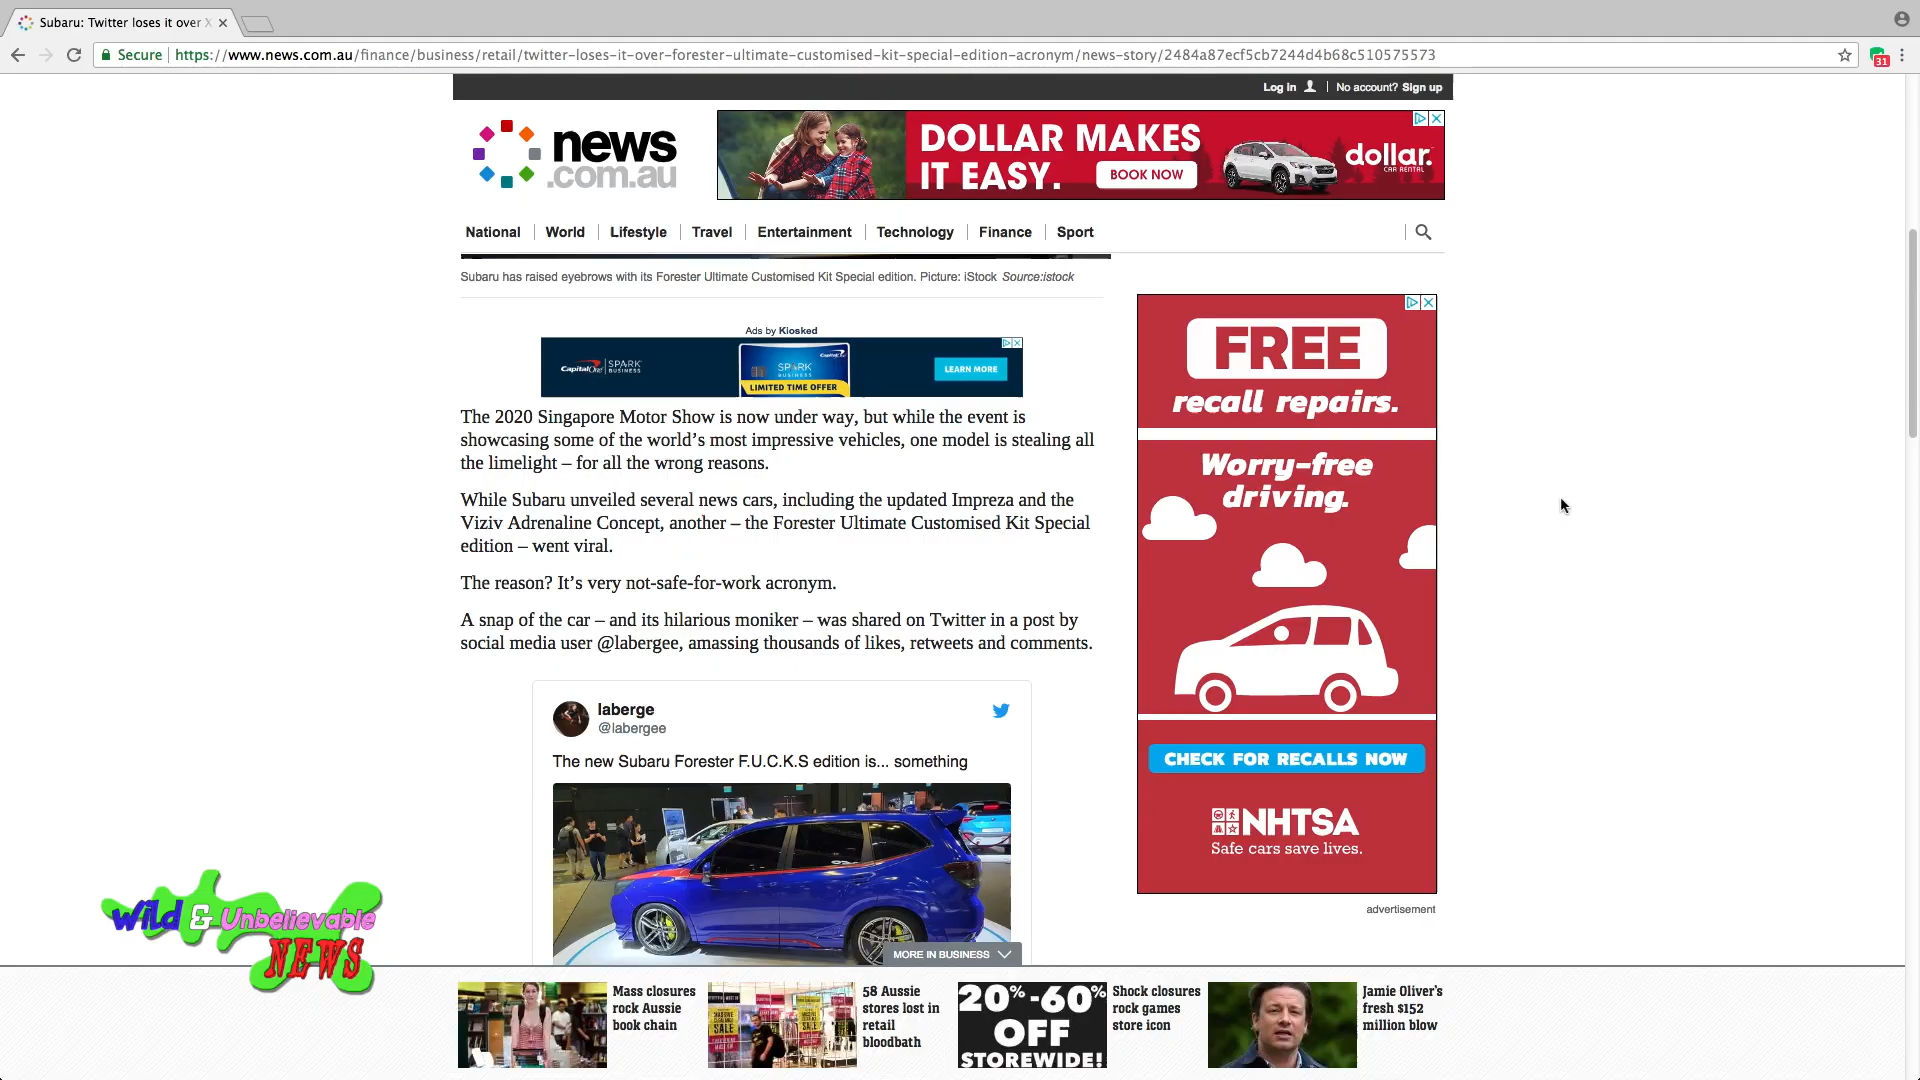 Subaru: Twitter loses it over
Secure
https://www.news.com.au/finance/business/retail/twitter-loses-it-over-forester-ultimate-customised-kit-special-edition-acronym/news-story/2484a87ecf5cb7244d4b68c510575573
31
Log in
No account? Sign up
news
.com.au
DOLLAR MAKES
IT EASY.
BOOK NOW
dollar.
CAR RENTAL
National
World
Lifestyle
Travel
Entertainment
Technology
Finance
Sport
Subaru has raised eyebrows with its Forester Ultimate Customised Kit Special edition. Picture: iStock Source:istock
Ads by Kiosked
CapitalOne | SPARK
BUSINESS
CapitalOne
SPARK
BUSINESS
LIMITED TIME OFFER
LEARN MORE
The 2020 Singapore Motor Show is now under way, but while the event is
showcasing some of the world’s most impressive vehicles, one model is stealing all
the limelight – for all the wrong reasons.
While Subaru unveiled several news cars, including the updated Impreza and the
Viziv Adrenaline Concept, another – the Forester Ultimate Customised Kit Special
edition – went viral.
The reason? It’s very not-safe-for-work acronym.
A snap of the car – and its hilarious moniker – was shared on Twitter in a post by
social media user @labergee, amassing thousands of likes, retweets and comments.
laberge
@labergee
The new Subaru Forester F.U.C.K.S edition is... something
MORE IN BUSINESS
FREE
recall repairs.
Worry-free
driving.
CHECK FOR RECALLS NOW
NHTSA
Safe cars save lives.
advertisement
Wild & Unbelievable
NEWS
Mass closures
rock Aussie
book chain
SALE
58 Aussie
stores lost in
retail
bloodbath
20%-60%
OFF
STOREWIDE!
Shock closures
rock games
store icon
Jamie Oliver’s
fresh $152
million blow